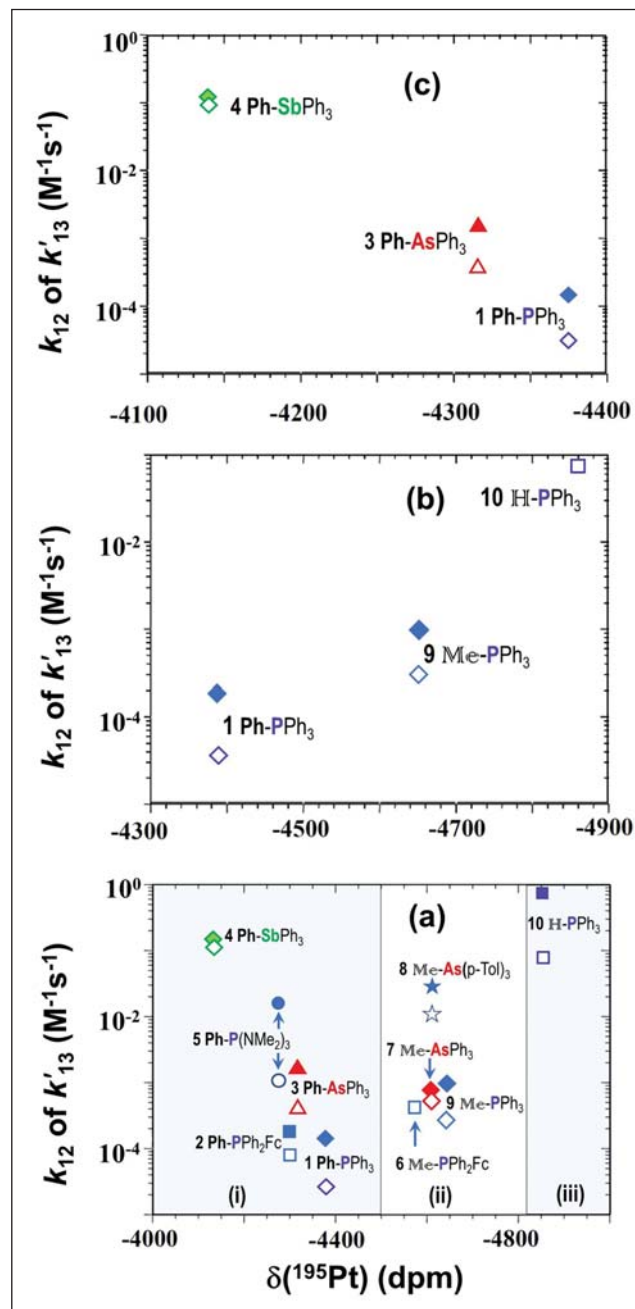 10⁰
(c)
4 Ph-SbPh₃
10⁻²
3 Ph-AsPh₃
10⁻⁴
1 Ph-PPh₃
k₁₂ of k'₁₃ (M⁻¹s⁻¹)
-4100 -4200 -4300 -4400
(b)
10 H-PPh₃
10⁻²
9 Me-PPh₃
10⁻⁴
1 Ph-PPh₃
k₁₂ of k'₁₃ (M⁻¹s⁻¹)
-4300 -4500 -4700 -4900
10⁰
(a)
10 H-PPh₃
4 Ph-SbPh₃
8 Me-As(p-Tol)₃
10⁻²
5 Ph-P(NMe2)₃
7 Me-AsPh₃
3 Ph-AsPh₃
9 Me-PPh₃
2 Ph-PPh₂Fc
10⁻⁴
1 Ph-PPh₃
6 Me-PPh₂Fc
(i) (ii) (iii)
k₁₂ of k'₁₃ (M⁻¹s⁻¹)
-4000 -4400 -4800
δ(¹⁹⁵Pt) (dpm)